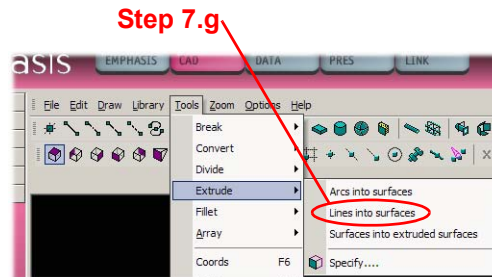 Step 7.g
asis
EMPHASIS CAD DATA PRES LINK
File Edit Draw Library Tools Zoom Options Help
Break
Convert
Divide
Extrude
Fillet
Array
Coords F6
Arcs into surfaces
Lines into surfaces
Surfaces into extruded surfaces
Specify....